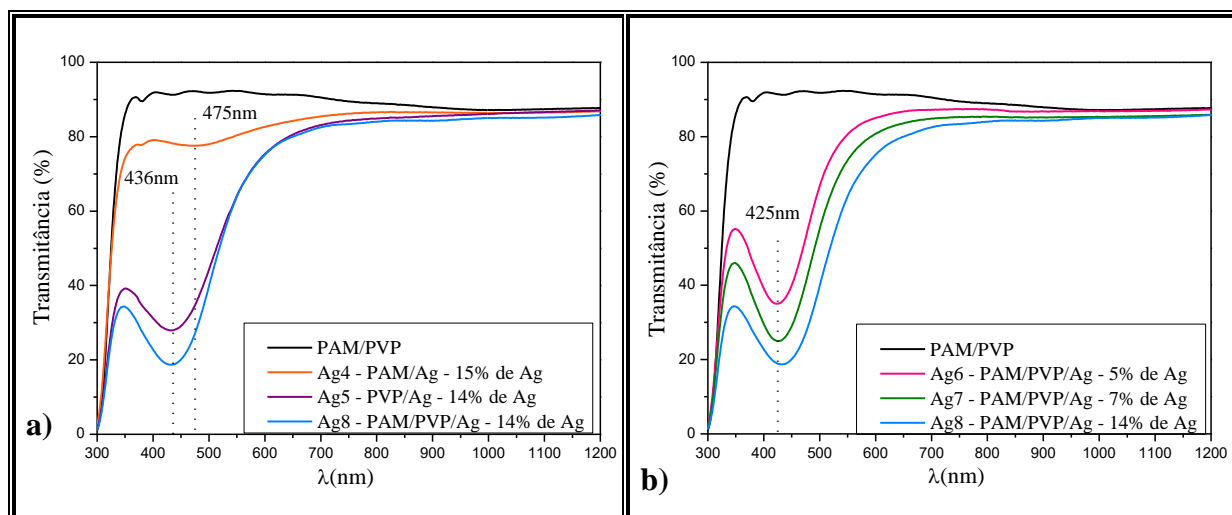 100
80
60
40
20
0
Transmitância (%)
475nm
436nm
PAM/PVP
Ag4 - PAM/Ag - 15% de Ag
Ag5 - PVP/Ag - 14% de Ag
Ag8 - PAM/PVP/Ag - 14% de Ag
a)
300 400 500 600 700 800 900 1000 1100 1200
λ(nm)
100
80
60
40
20
0
Transmitância (%)
425nm
PAM/PVP
Ag6 - PAM/PVP/Ag - 5% de Ag
Ag7 - PAM/PVP/Ag - 7% de Ag
Ag8 - PAM/PVP/Ag - 14% de Ag
b)
300 400 500 600 700 800 900 1000 1100 1200
λ(nm)